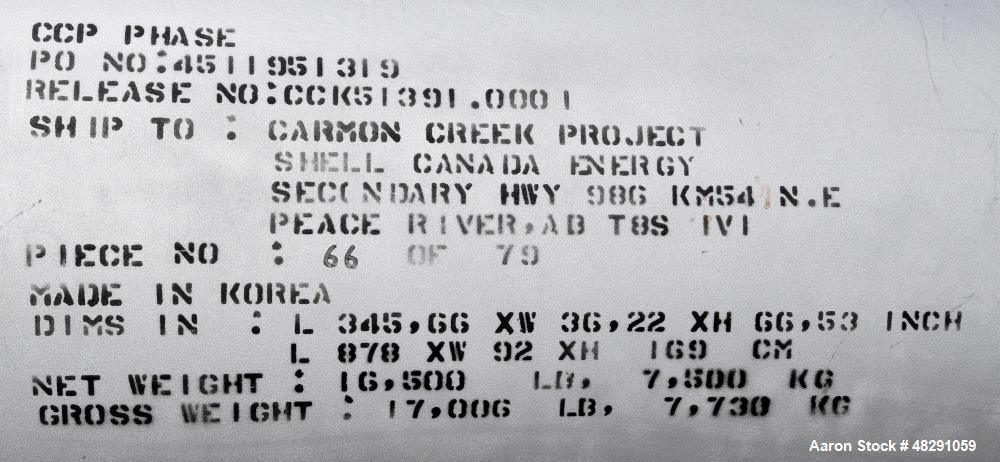 CCP PHASE
PO NO:4511951319
RELEASE NO:CCK51391.0001
SHIP TO : CARMON CREEK PROJECT
SHELL CANADA ENERGY
SECONDARY HWY 986 KM54 N.E
PEACE RIVER,AB T8S 1V1
PIECE NO : 66 OF 79
MADE IN KOREA
DIMS IN : L 345,66 XW 36,22 XH 66,53 INCH
L 878 XW 92 XH 169 CM
NET WEIGHT : 16,500 LB, 7,500 KG
GROSS WEIGHT : 17,006 LB, 7,730 KG
Aaron Stock # 48291059